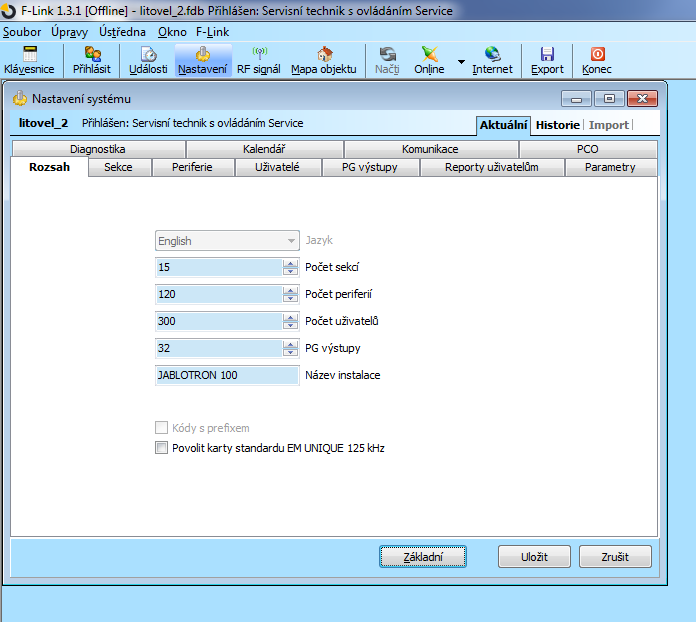 F-Link 1.3.1 [Offline] - litovel_2.fdb Přihlášen: Servisní technik s ovládáním Service
Soubor Úpravy Ústředna Okno F-Link
Klávesnice Přihlásit Události Nastavení RF signál Mapa objektu Načti Online Internet Export Konec
Nastavení systému
litovel_2 Přihlášen: Servisní technik s ovládáním Service Aktuální Historie Import
Diagnostika Kalendář Komunikace PCO
Rozsah Sekce Periferie Uživatelé PG výstupy Reporty uživatelům Parametry
English Jazyk
15 Počet sekcí
120 Počet periferií
300 Počet uživatelů
32 PG výstupy
JABLOTRON 100 Název instalace
Kódy s prefixem
Povolit karty standardu EM UNIQUE 125 kHz
Základní Uložit Zrušit